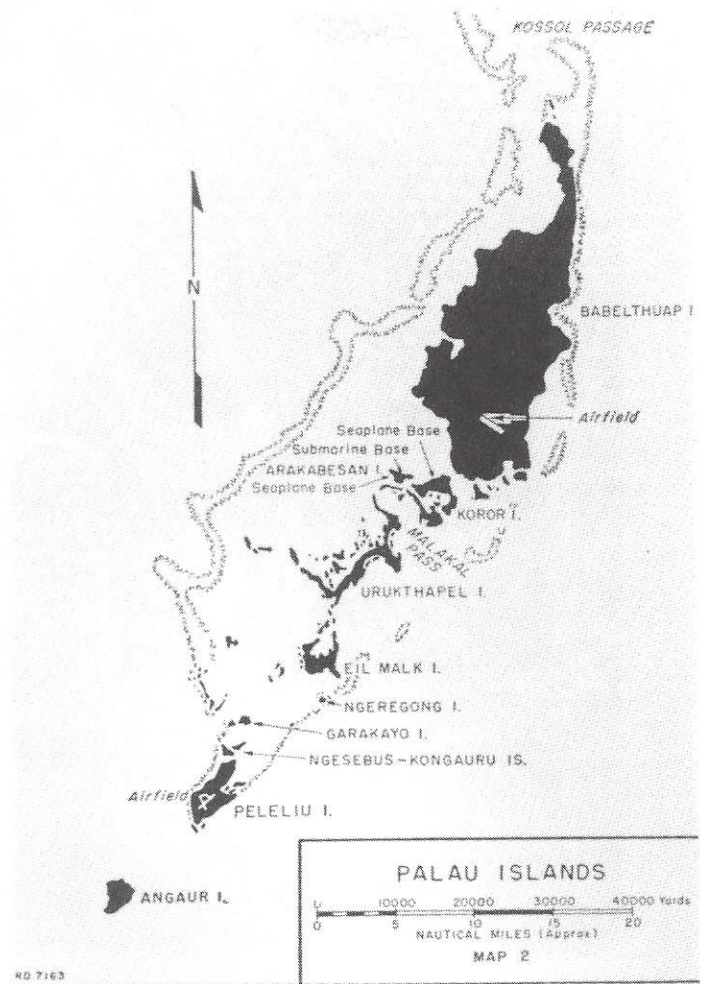 KOSSOL PASSAGE
N
BABELTHUAP I.
Airfield
Seaplane Base
Submarine Base
ARAKABESAN I.
Seaplane Base
KOROR I.
MALAKAL
PASS
URUKTHAPEL I.
EIL MALK I.
NGEREGONG I.
GARAKAYO I.
NGESEBUS-KONGAURU IS.
Airfield
PELELIU I.
ANGAUR I.
PALAU ISLANDS
0 10000 20000 30000 40000 Yards
0 5 10 15 20
NAUTICAL MILES (Approx)
MAP 2
RD 7163